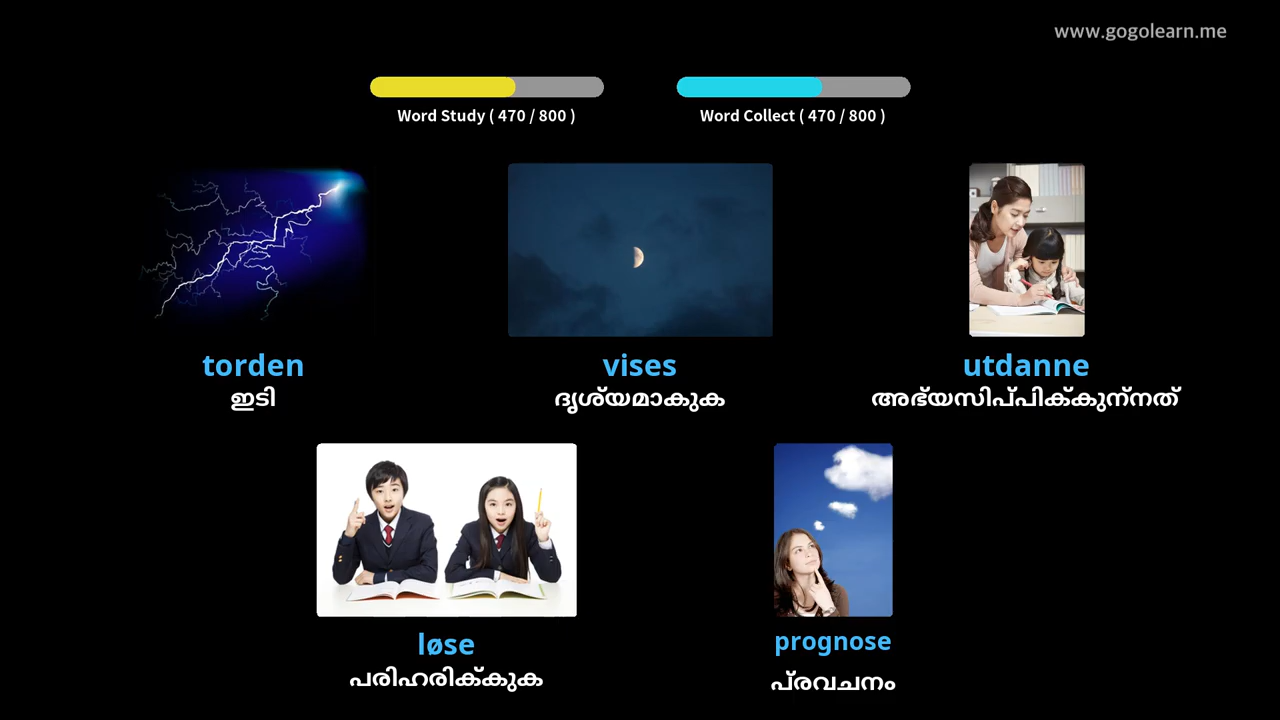 www.gogolearn.me
Word Study ( 470 / 800 )
Word Collect ( 470 / 800 )
torden
ഇടി
vises
ദൃശ്യമാകുക
utdanne
അഭ്യസിപ്പിക്കുന്നത്
løse
പരിഹരിക്കുക
prognose
പ്രവചനം